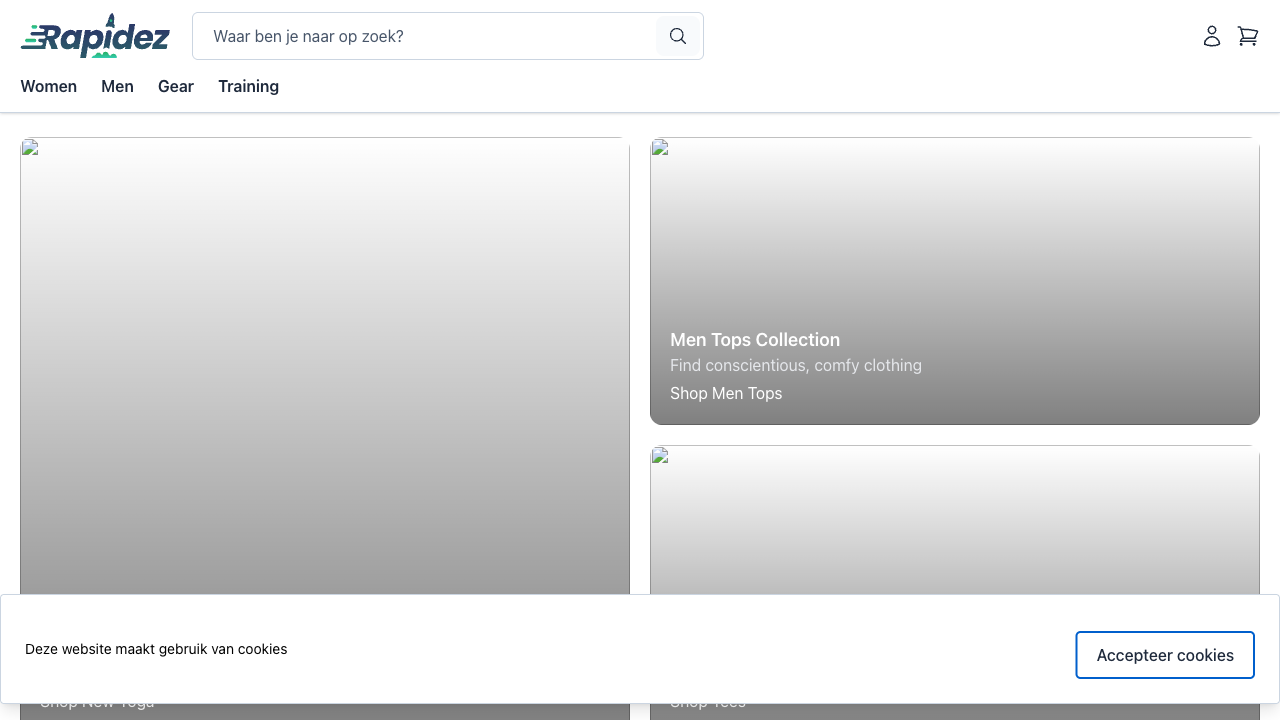 Rapidez
Waar ben je naar op zoek?
Women
Men
Gear
Training
Men Tops Collection
Find conscientious, comfy clothing
Shop Men Tops
Deze website maakt gebruik van cookies
Accepteer cookies
Shop New Yoga
Shop Tees